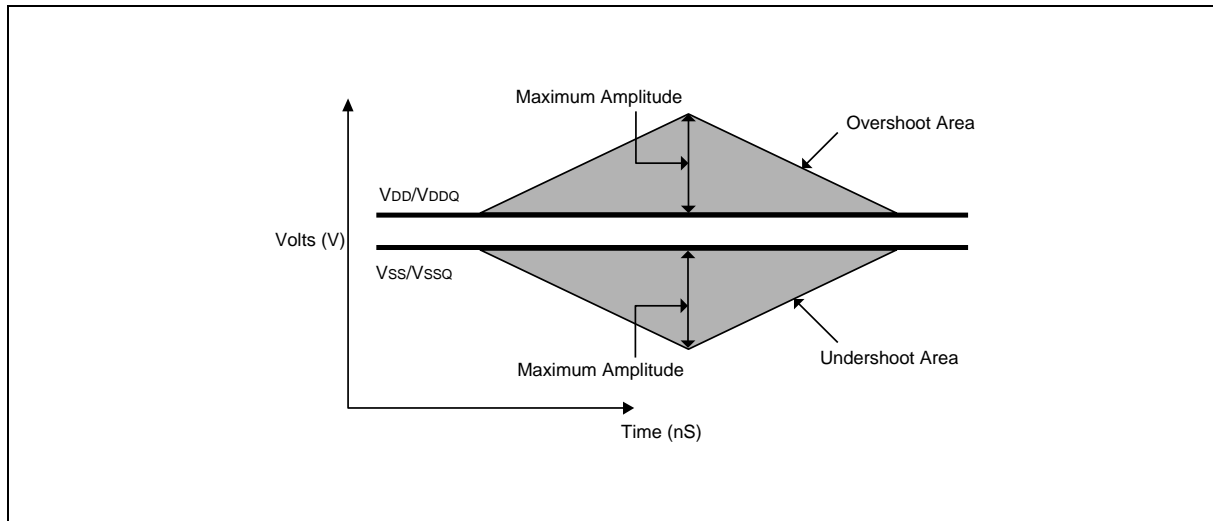 Maximum Amplitude
Overshoot Area
VDD/VDDQ
Volts (V)
VSS/VSSQ
Undershoot Area
Maximum Amplitude
Time (nS)